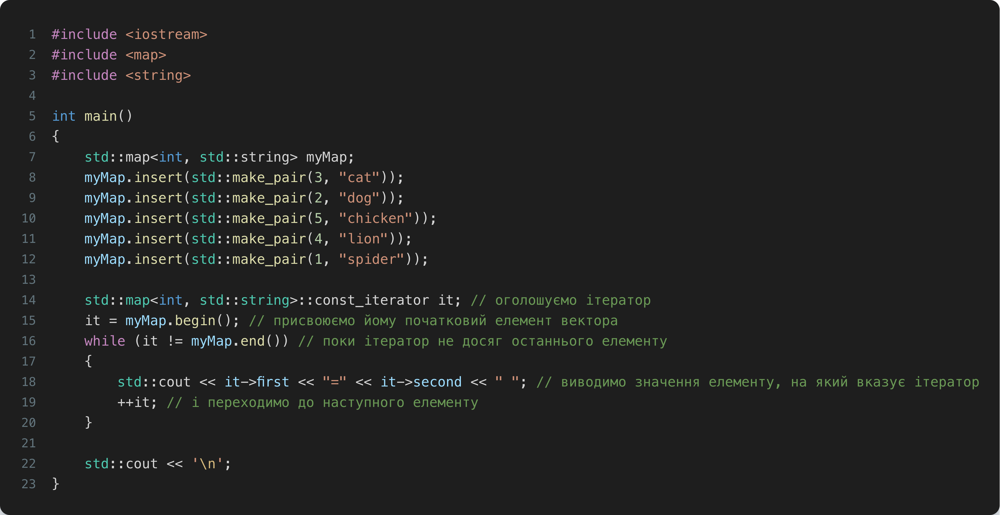 1 #include <iostream>
2 #include <map>
3 #include <string>
4
5 int main()
6 {
7     std::map<int, std::string> myMap;
8     myMap.insert(std::make_pair(3, "cat"));
9     myMap.insert(std::make_pair(2, "dog"));
10     myMap.insert(std::make_pair(5, "chicken"));
11     myMap.insert(std::make_pair(4, "lion"));
12     myMap.insert(std::make_pair(1, "spider"));
13
14     std::map<int, std::string>::const_iterator it; // оголошуємо ітератор
15     it = myMap.begin(); // присвоюємо йому початковий елемент вектора
16     while (it != myMap.end()) // поки ітератор не досяг останнього елементу
17     {
18         std::cout << it->first << "=" << it->second << " "; // виводимо значення елементу, на який вказує ітератор
19         ++it; // і переходимо до наступного елементу
20     }
21
22     std::cout << '\n';
23 }